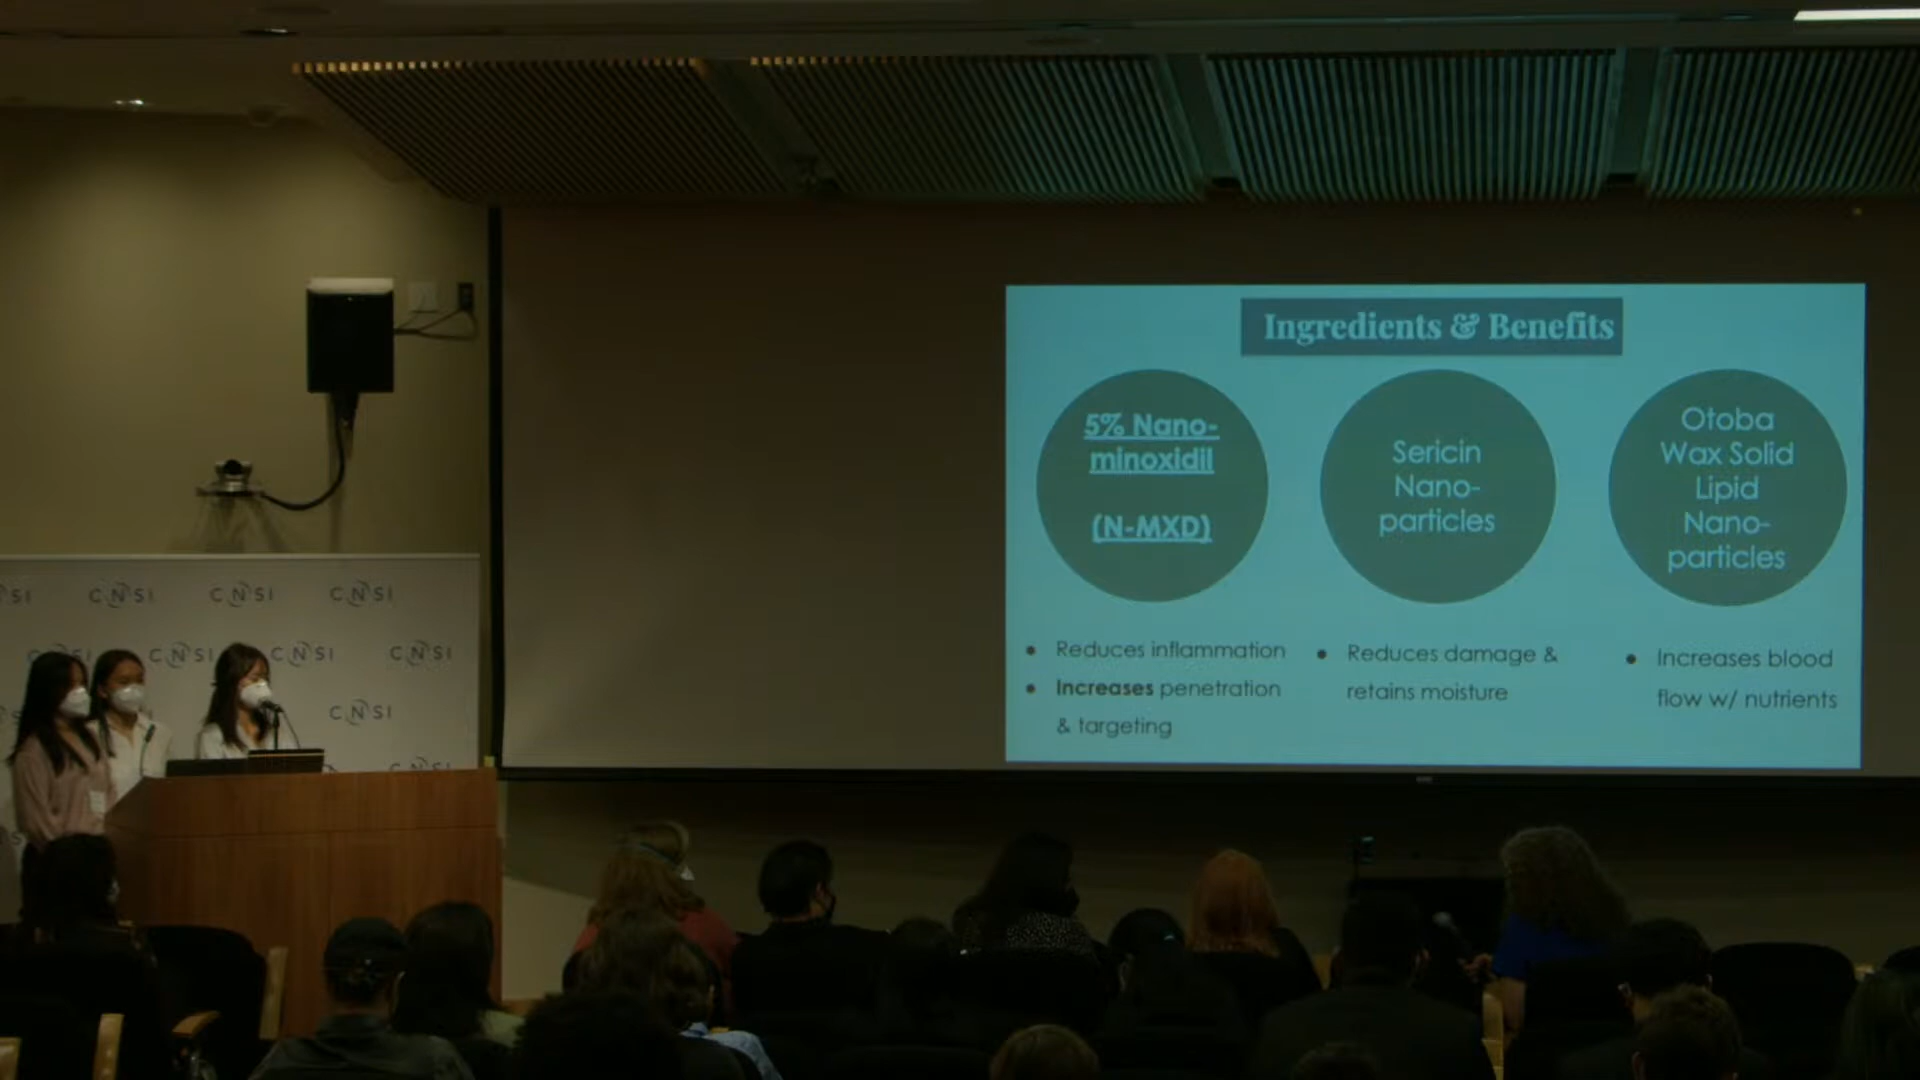 Ingredients & Benefits
5% Nano-
minoxidil
(N-MXD)
Sericin
Nano-
particles
Otoba
Wax Solid
Lipid
Nano-
particles
• Reduces inflammation
• Increases penetration
& targeting
• Reduces damage &
retains moisture
• Increases blood
flow w/ nutrients
CNSI CNSI CNSI
CNSI CNSI CNSI
CNSI
CNSI